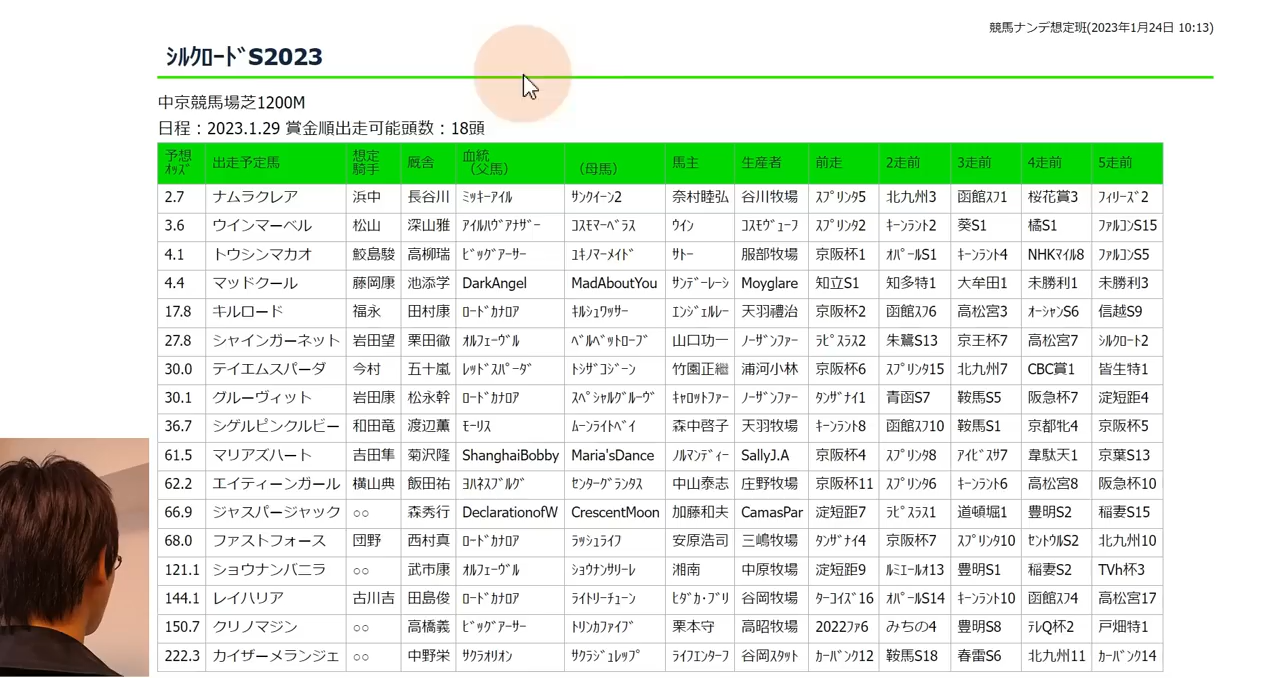 競馬ナンデ想定班(2023年1月24日 10:13)
ｼﾙｸﾛｰﾄﾞS2023
中京競馬場芝1200M
日程：2023.1.29 賞金順出走可能頭数：18頭
予想ｵｯｽﾞ 出走予定馬 想定騎手 厩舎 血統（父馬） （母馬） 馬主 生産者 前走 2走前 3走前 4走前 5走前
2.7 ナムラクレア 浜中 長谷川 ﾐｯｷｰｱｲﾙ ｻﾝｸｲｰﾝ2 奈村睦弘 谷川牧場 ｽﾌﾟﾘﾝﾀ5 北九州3 函館ｽﾌ1 桜花賞3 ﾌｨﾘｰｽﾞ2
3.6 ウインマーベル 松山 深山雅 ｱｲﾙﾊｳﾞｱﾅｻﾞｰ ｺｽﾓﾏｰﾍﾞﾗｽ ｳｲﾝ ｺｽﾓｳﾞｭｰﾌ ｽﾌﾟﾘﾝﾀ2 ｷｰﾝﾗﾝﾄ2 葵S1 橘S1 ﾌｧﾙｺﾝS15
4.1 トウシンマカオ 鮫島駿 高柳瑞 ﾋﾞｯｸﾞｱｰｻｰ ﾕｷﾉﾏｰﾒｲﾄﾞ ｻﾄｰ 服部牧場 京阪杯1 ｵﾊﾟｰﾙS1 ｷｰﾝﾗﾝﾄ4 NHKﾏｲﾙ8 ﾌｧﾙｺﾝS5
4.4 マッドクール 藤岡康 池添学 DarkAngel MadAboutYou ｻﾝﾃﾞｰﾚｰｼ Moyglare 知立S1 知多特1 大牟田1 未勝利1 未勝利3
17.8 キルロード 福永 田村康 ﾛｰﾄﾞｶﾅﾛｱ ｷﾙｼｭﾜｯｻｰ ｴﾝｼﾞｪﾙﾚｰ 天羽禮治 京阪杯2 函館ｽﾌ6 高松宮3 ｵｰｼｬﾝS6 信越S9
27.8 シャインガーネット 岩田望 栗田徹 ｵﾙﾌｪｰｳﾞﾙ ﾍﾞﾙﾍﾞｯﾄﾛｰﾌﾞ 山口功一 ﾉｰｻﾞﾝﾌｧｰ ﾗﾋﾟｽﾗｽ2 朱鷺S13 京王杯7 高松宮7 ｼﾙｸﾛｰﾄ2
30.0 テイエムスパーダ 今村 五十嵐 ﾚｯﾄﾞｽﾊﾟｰﾀﾞ ﾄｼｻﾞｺｼﾞｰﾝ 竹園正繼 浦河小林 京阪杯6 ｽﾌﾟﾘﾝﾀ15 北九州7 CBC賞1 皆生特1
30.1 グルーヴィット 岩田康 松永幹 ﾛｰﾄﾞｶﾅﾛｱ ｽﾍﾟｼｬﾙｸﾞﾙｰｳﾞ ｷｬﾛｯﾄﾌｧｰ ﾉｰｻﾞﾝﾌｧｰ ﾀﾝｻﾞﾅｲ1 青函S7 鞍馬S5 阪急杯7 淀短距4
36.7 シゲルピンクルビー 和田竜 渡辺薫 ﾓｰﾘｽ ﾑｰﾝﾗｲﾄﾍﾞｲ 森中啓子 天羽牧場 ｷｰﾝﾗﾝﾄ8 函館ｽﾌ10 鞍馬S1 京都牝4 京阪杯5
61.5 マリアズハート 吉田隼 菊沢隆 ShanghaiBobby Maria'sDance ﾉﾙﾏﾝﾃﾞｨｰ SallyJ.A 京阪杯4 ｽﾌﾟﾘﾝﾀ8 ｱｲﾋﾞｽｻ7 韋駄天1 京葉S13
62.2 エイティーンガール 横山典 飯田祐 ﾖﾊﾈｽﾌﾞﾙｸﾞ ｾﾝﾀｰｸﾞﾗﾝﾀｽ 中山泰志 庄野牧場 京阪杯11 ｽﾌﾟﾘﾝﾀ6 ｷｰﾝﾗﾝﾄ6 高松宮8 阪急杯10
66.9 ジャスパージャック ○○ 森秀行 DeclarationofW CrescentMoon 加藤和夫 CamasPar 淀短距7 ﾗﾋﾟｽﾗｽ1 道頓堀1 豊明S2 稲妻S15
68.0 ファストフォース 団野 西村真 ﾛｰﾄﾞｶﾅﾛｱ ﾗｯｼｭﾗｲﾌ 安原浩司 三嶋牧場 ﾀﾝｻﾞﾅｲ4 京阪杯7 ｽﾌﾟﾘﾝﾀ10 ｾﾝﾄｳﾙS2 北九州10
121.1 ショウナンバニラ ○○ 武市康 ｵﾙﾌｪｰｳﾞﾙ ｼｮｳﾅﾝｻﾘｰﾚ 湘南 中原牧場 淀短距9 ﾙﾐｴｰﾙｵ13 豊明S1 稲妻S2 TVh杯3
144.1 レイハリア 古川吉 田島俊 ﾛｰﾄﾞｶﾅﾛｱ ﾗｲﾄﾘｰﾁｭｰﾝ ﾋﾀﾞｶ･ﾌﾞﾘ 谷岡牧場 ﾀｰｺｲｽﾞ16 ｵﾊﾟｰﾙS14 ｷｰﾝﾗﾝﾄ10 函館ｽﾌ4 高松宮17
150.7 クリノマジン ○○ 高橋義 ﾋﾞｯｸﾞｱｰｻｰ ﾄﾘﾝｶﾌｧｲﾌﾞ 栗本守 高昭牧場 2022ﾌｧ6 みちの4 豊明S8 ﾃﾚQ杯2 戸畑特1
222.3 カイザーメランジェ ○○ 中野栄 ｻｸﾗｵﾘｵﾝ ｻｸﾗｼﾞｭﾚｯﾌﾟ ﾗｲﾌｴﾝﾀｰﾌ 谷岡ｽﾀｯﾄ ｶｰﾊﾞﾝｸ12 鞍馬S18 春雷S6 北九州11 ｶｰﾊﾞﾝｸ14